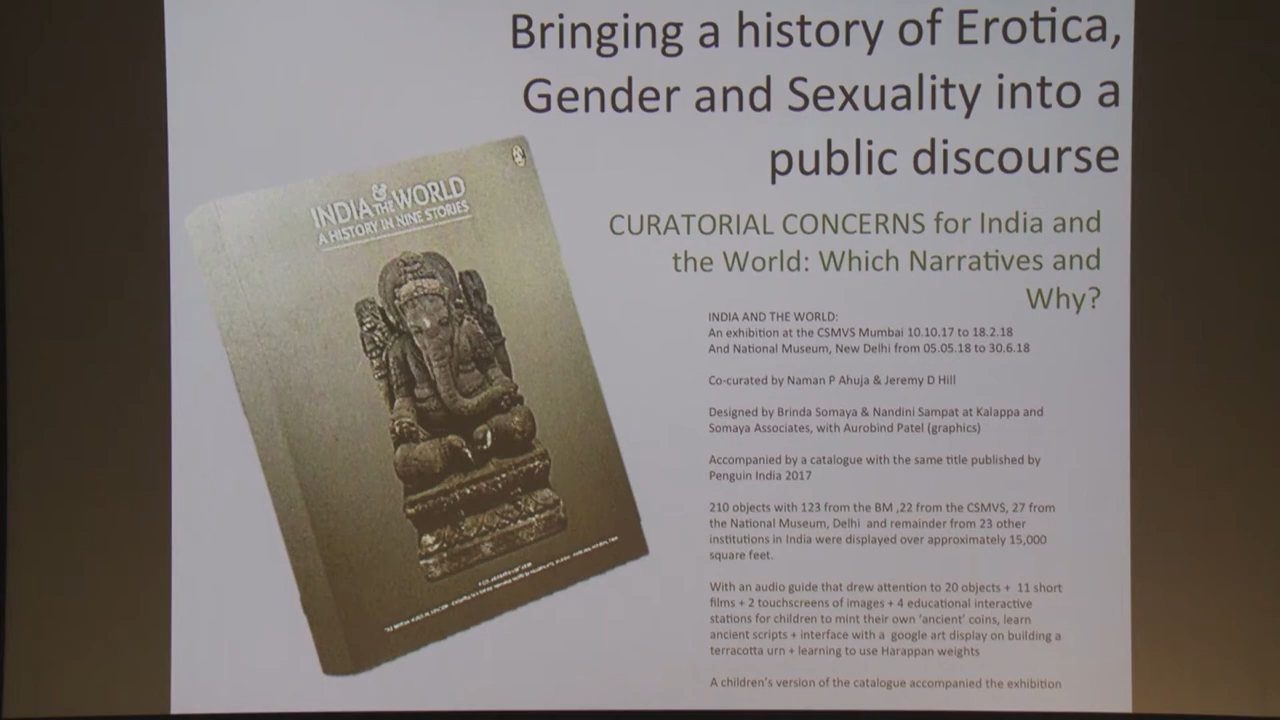 Bringing a history of Erotica,
Gender and Sexuality into a
public discourse
INDIA & THE WORLD
A HISTORY IN NINE STORIES
CURATORIAL CONCERNS for India and
the World: Which Narratives and
Why?
INDIA AND THE WORLD:
An exhibition at the CSMVS Mumbai 10.10.17 to 18.2.18
And National Museum, New Delhi from 05.05.18 to 30.6.18
Co-curated by Naman P Ahuja & Jeremy D Hill
Designed by Brinda Somaya & Nandini Sampat at Kalappa and
Somaya Associates, with Aurobind Patel (graphics)
Accompanied by a catalogue with the same title published by
Penguin India 2017
210 objects with 123 from the BM ,22 from the CSMVS, 27 from
the National Museum, Delhi and remainder from 23 other
institutions in India were displayed over approximately 15,000
square feet.
With an audio guide that drew attention to 20 objects + 11 short
films + 2 touchscreens of images + 4 educational interactive
stations for children to mint their own ‘ancient’ coins, learn
ancient scripts + interface with a google art display on building a
terracotta urn + learning to use Harappan weights
A children’s version of the catalogue accompanied the exhibition